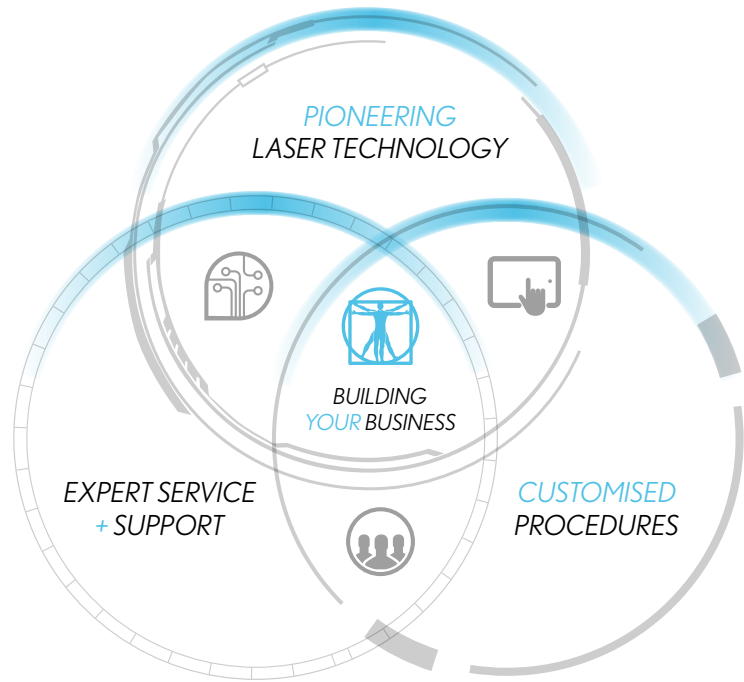 PIONEERING
LASER TECHNOLOGY
BUILDING
YOUR BUSINESS
EXPERT SERVICE
+ SUPPORT
CUSTOMISED
PROCEDURES